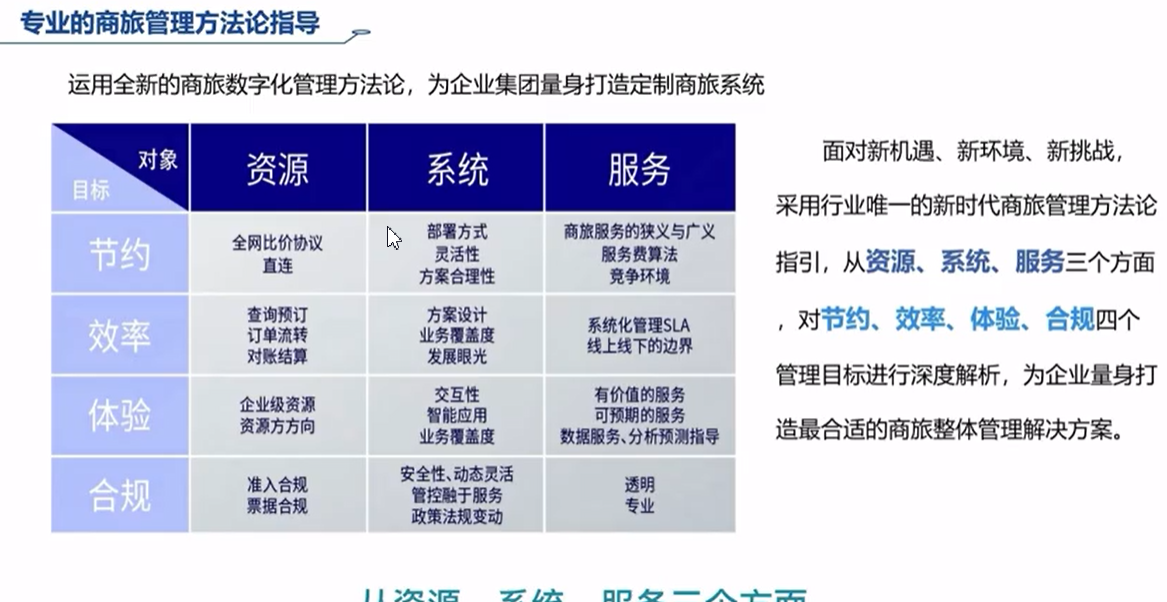 专业的商旅管理方法论指导
运用全新的商旅数字化管理方法论，为企业集团量身打造定制商旅系统
对象
目标
资源
系统
服务
节约
全网比价协议
直连
部署方式
灵活性
方案合理性
商旅服务的狭义与广义
服务费算法
竞争环境
效率
查询预订
订单流转
对账结算
方案设计
业务覆盖度
发展眼光
系统化管理SLA
线上线下的边界
体验
企业级资源
资源方方向
交互性
智能应用
业务覆盖度
有价值的服务
可预期的服务
数据服务、分析预测指导
合规
准入合规
票据合规
安全性、动态灵活
管控融于服务
政策法规变动
透明
专业
面对新机遇、新环境、新挑战，
采用行业唯一的新时代商旅管理方法论
指引，从资源、系统、服务三个方面
，对节约、效率、体验、合规四个
管理目标进行深度解析，为企业量身打
造最合适的商旅整体管理解决方案。
从资源、系统、服务三个方面